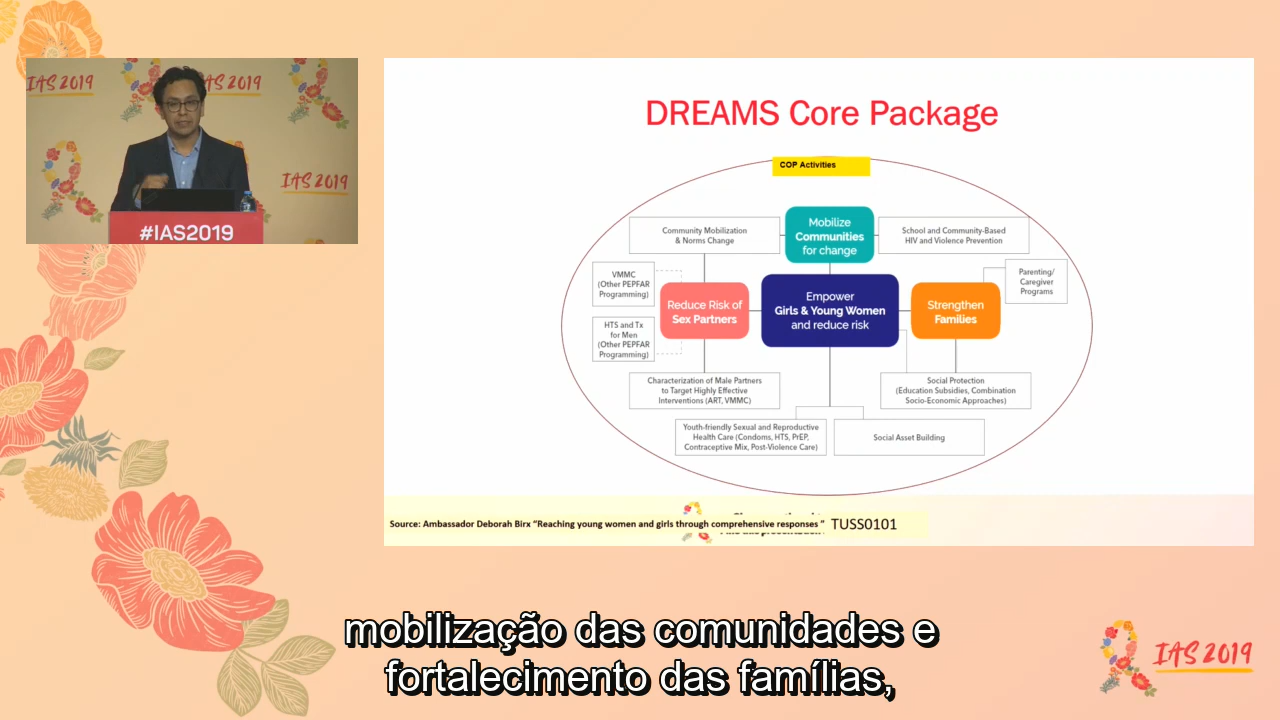 IAS 2019
AS 2019
IAS 2019
#IAS2019
DREAMS Core Package
COP Activities
Mobilize
Communities
for change
Community Mobilization
& Norms Change
School and Community-Based
HIV and Violence Prevention
VMMC
(Other PEPFAR
Programming)
Parenting/
Caregiver
Programs
Reduce Risk of
Sex Partners
Empower
Girls & Young Women
and reduce risk
Strengthen
Families
HTS and Tx
for Men
(Other PEPFAR
Programming)
Characterization of Male Partners
to Target Highly Effective
Interventions (ART, VMMC)
Social Protection
(Education Subsidies, Combination
Socio-Economic Approaches)
Youth-friendly Sexual and Reproductive
Health Care (Condoms, HTS, PrEP,
Contraceptive Mix, Post-Violence Care)
Social Asset Building
Source: Ambassador Deborah Birx “Reaching young women and girls through comprehensive responses ” TUSS0101
mobilização das comunidades e
fortalecimento das famílias,
IAS 2019